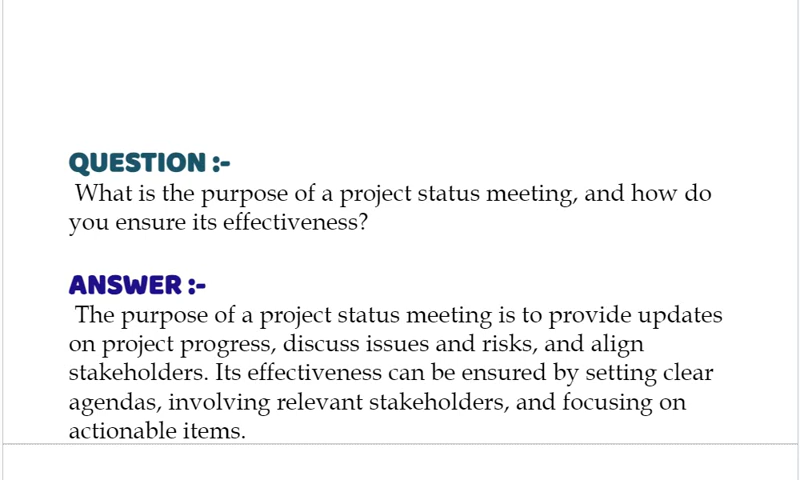 QUESTION :-
What is the purpose of a project status meeting, and how do
you ensure its effectiveness?
ANSWER :-
The purpose of a project status meeting is to provide updates
on project progress, discuss issues and risks, and align
stakeholders. Its effectiveness can be ensured by setting clear
agendas, involving relevant stakeholders, and focusing on
actionable items.